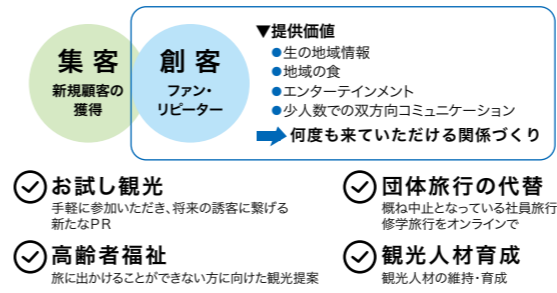 集客
新規顧客の
獲得
創客
ファン・
リピーター
▼提供価値
●生の地域情報
●地域の食
●エンターテインメント
●少人数での双方向コミュニケーション
何度も来ていただける関係づくり
お試し観光
手軽に参加いただき、将来の誘客に繋げる
新たなPR
団体旅行の代替
概ね中止となっている社員旅行
修学旅行をオンラインで
高齢者福祉
旅に出かけることができない方に向けた観光提案
観光人材育成
観光人材の維持・育成